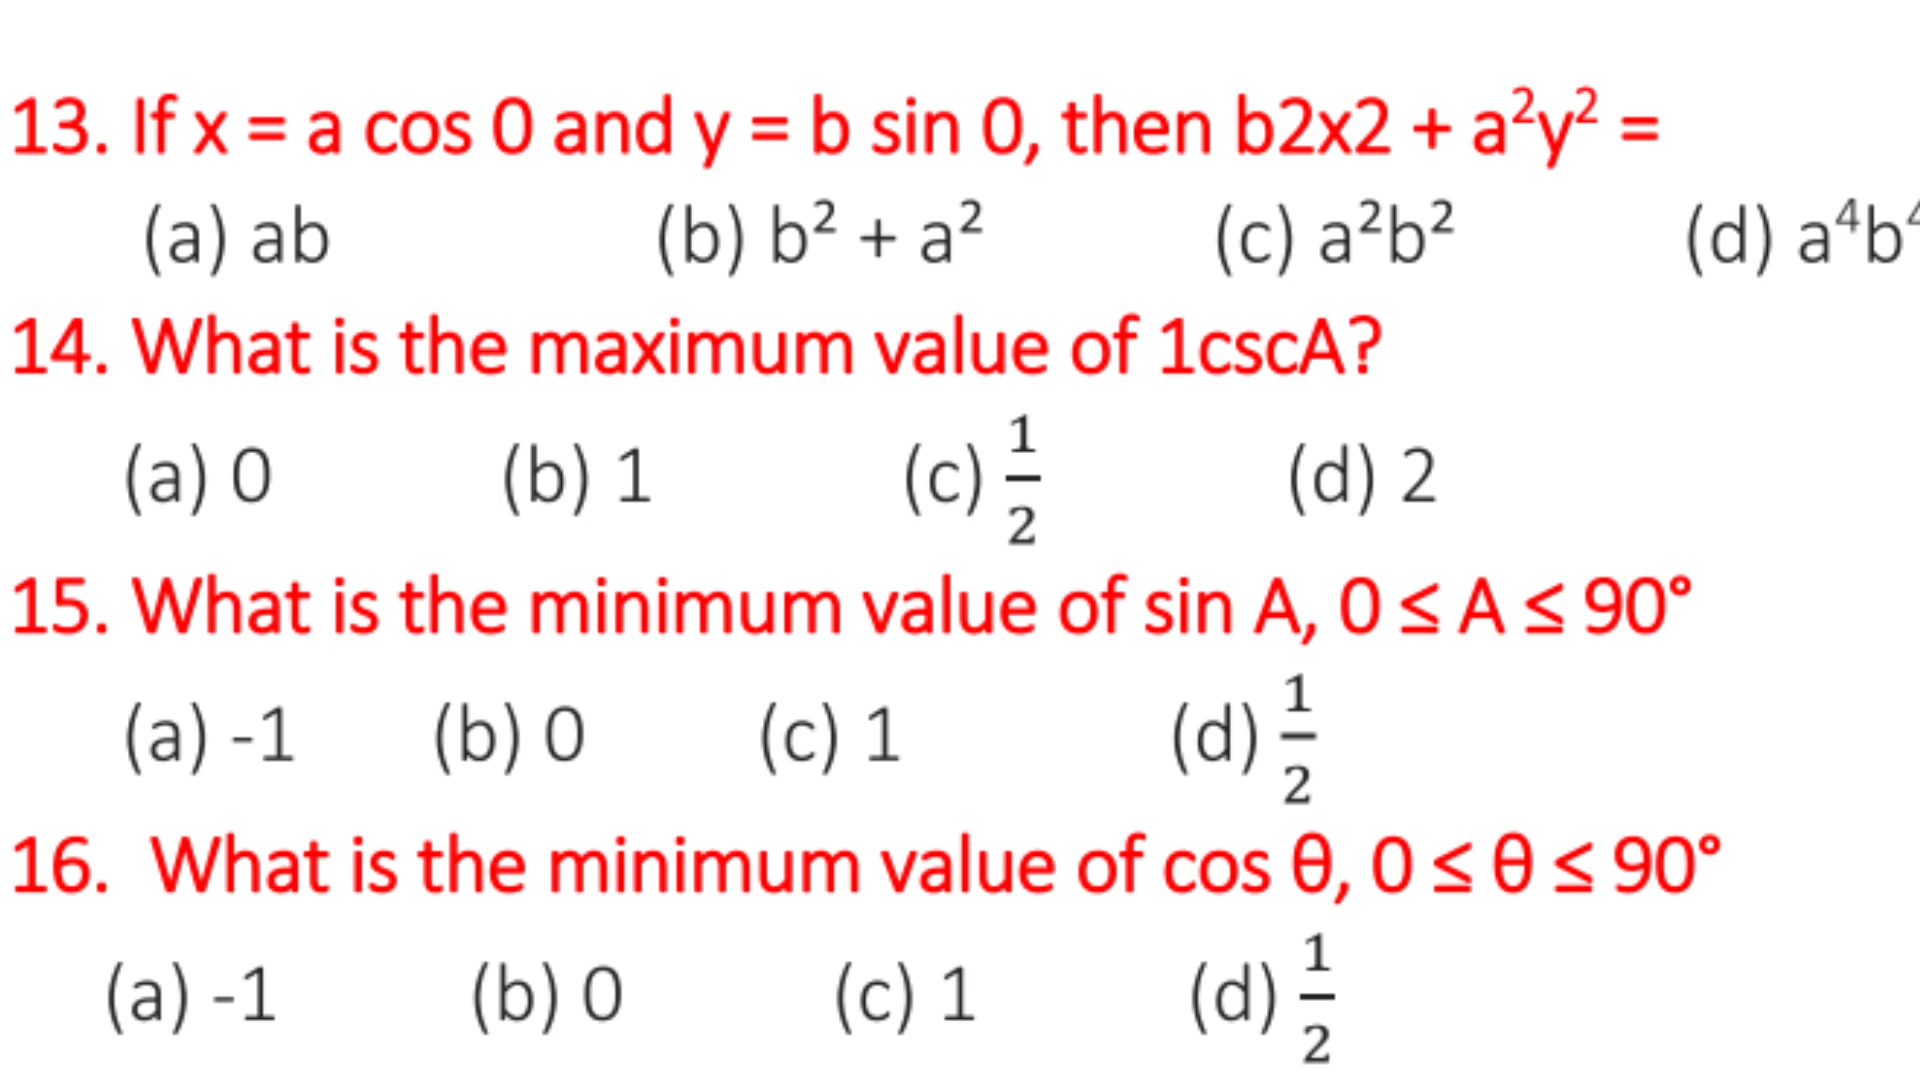 13. If x = a cos 0 and y = b sin 0, then b2x2 + a²y² =
(a) ab (b) b² + a² (c) a²b² (d) a⁴b⁴
14. What is the maximum value of 1cscA?
(a) 0 (b) 1 (c) 1/2 (d) 2
15. What is the minimum value of sin A, 0 ≤ A ≤ 90°
(a) -1 (b) 0 (c) 1 (d) 1/2
16. What is the minimum value of cos θ, 0 ≤ θ ≤ 90°
(a) -1 (b) 0 (c) 1 (d) 1/2